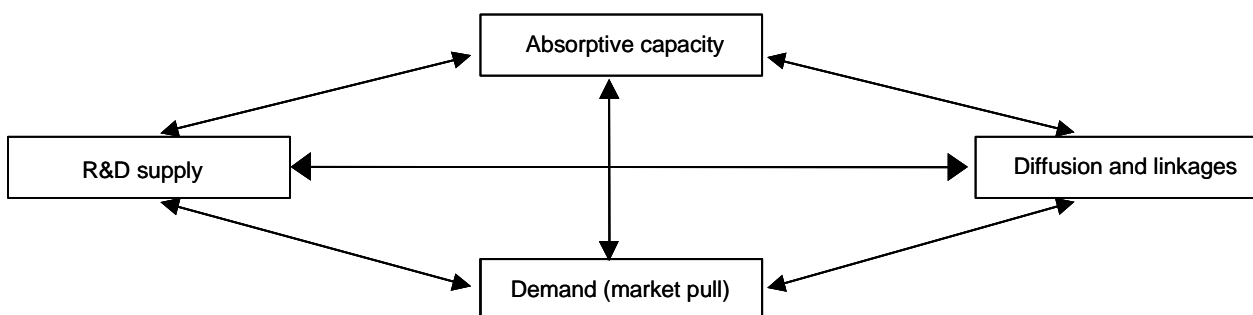 Absorptive capacity
R&D supply
Diffusion and linkages
Demand (market pull)